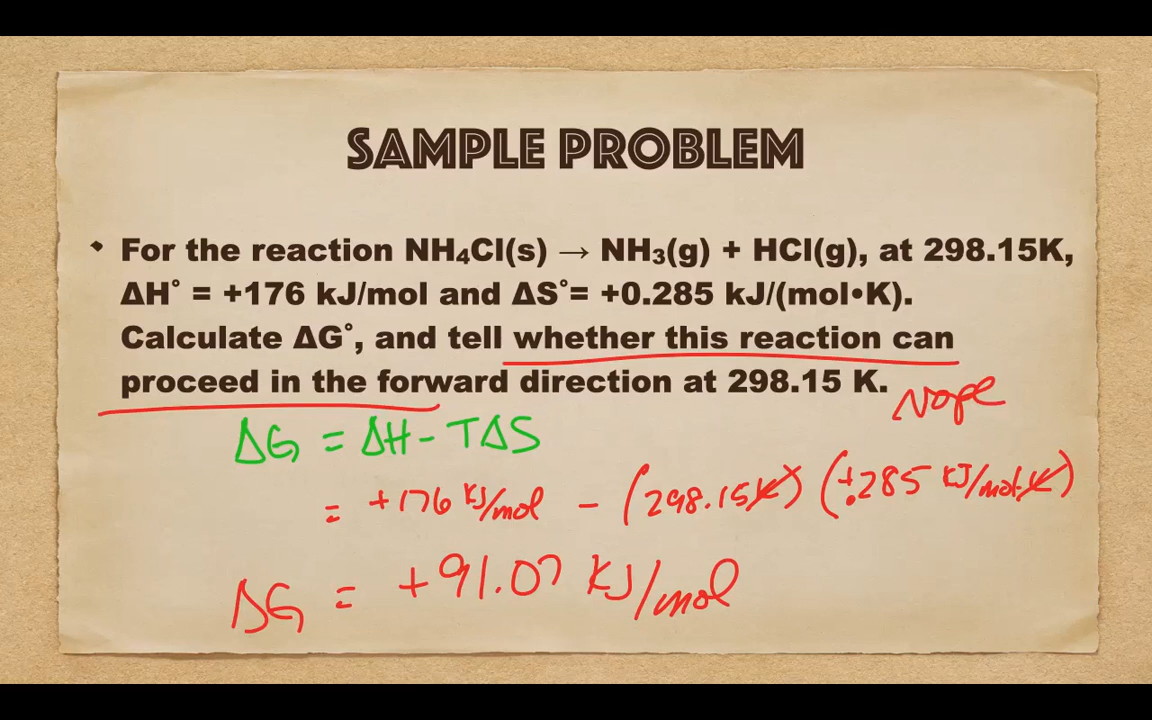 SAMPLE PROBLEM
• For the reaction NH₄Cl(s) → NH₃(g) + HCl(g), at 298.15K,
ΔH° = +176 kJ/mol and ΔS°= +0.285 kJ/(mol•K).
Calculate ΔG°, and tell whether this reaction can
proceed in the forward direction at 298.15 K.
Nope
ΔG = ΔH - TΔS
= +176 KJ/mol - (298.15K) (+.285 KJ/mol·K)
ΔG = +91.07 KJ/mol